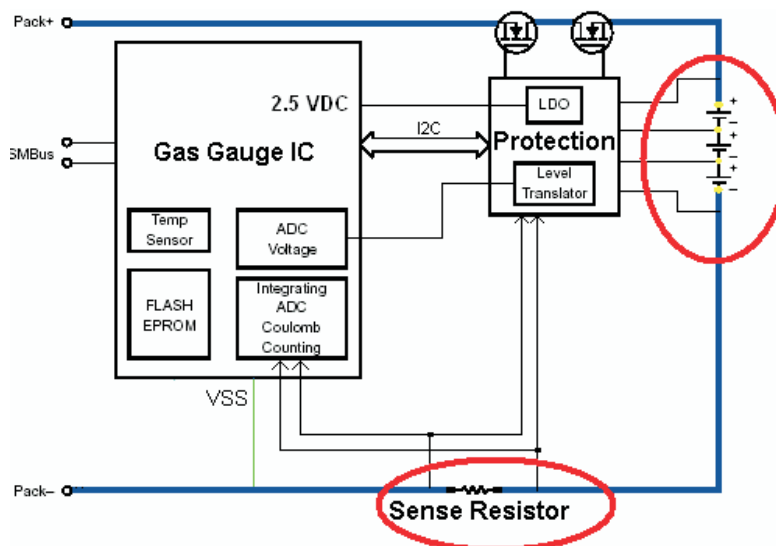 Pack+
2.5 VDC
LDO
I2C
Protection
Gas Gauge IC
SMBus
Level
Translator
Temp
Sensor
ADC
Voltage
FLASH
EPROM
Integrating
ADC
Coulomb
Counting
+
–
+
–
+
–
VSS
Pack–
Sense Resistor